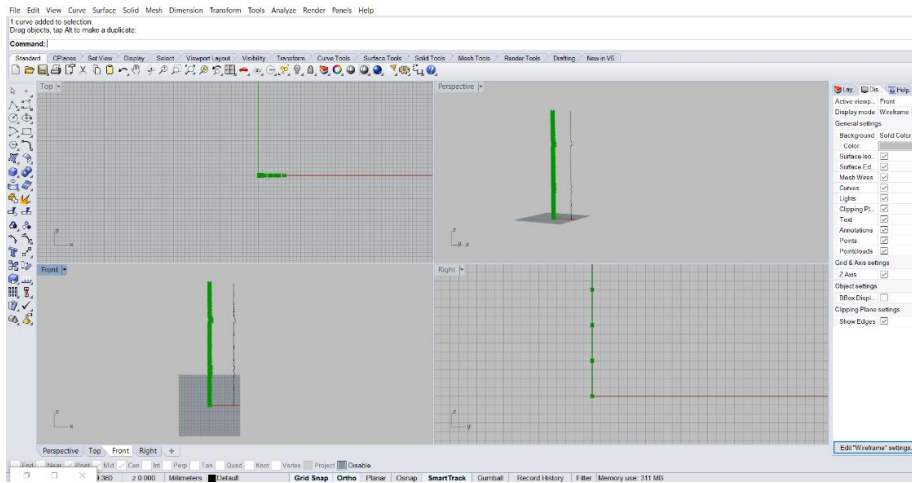 File Edit View Curve Surface Solid Mesh Dimension Transform Tools Analyze Render Panels Help
1 curve added to selection.
Drag objects, tap Alt to make a duplicate:
Command:
Standard CPlanes Set View Display Select Viewport Layout Visibility Transform Curve Tools Surface Tools Solid Tools Mesh Tools Render Tools Drafting New in V6
Top
Perspective
Lay Dis.. Help
Active viewp.. Front
Display mode Wireframe
General settings
Background Solid Color
Color
Surface Iso..
Surface Ed..
Mesh Wires
Curves
Lights
Clipping Pl..
Text
Annotations
Points
Pointclouds
Grid & Axis settings
Z Axis
Object settings
BBox Displ..
Clipping Plane settings
Show Edges
y
x
z
y x
Front
Right
z
x
z
y
Edit "Wireframe" settings..
Perspective Top Front Right
End Near Point Mid Cen Int Perp Tan Quad Knot Vertex Project Disable
z 0.000 Millimeters Default Grid Snap Ortho Planar Osnap SmartTrack Gumball Record History Filter Memory use: 311 MB